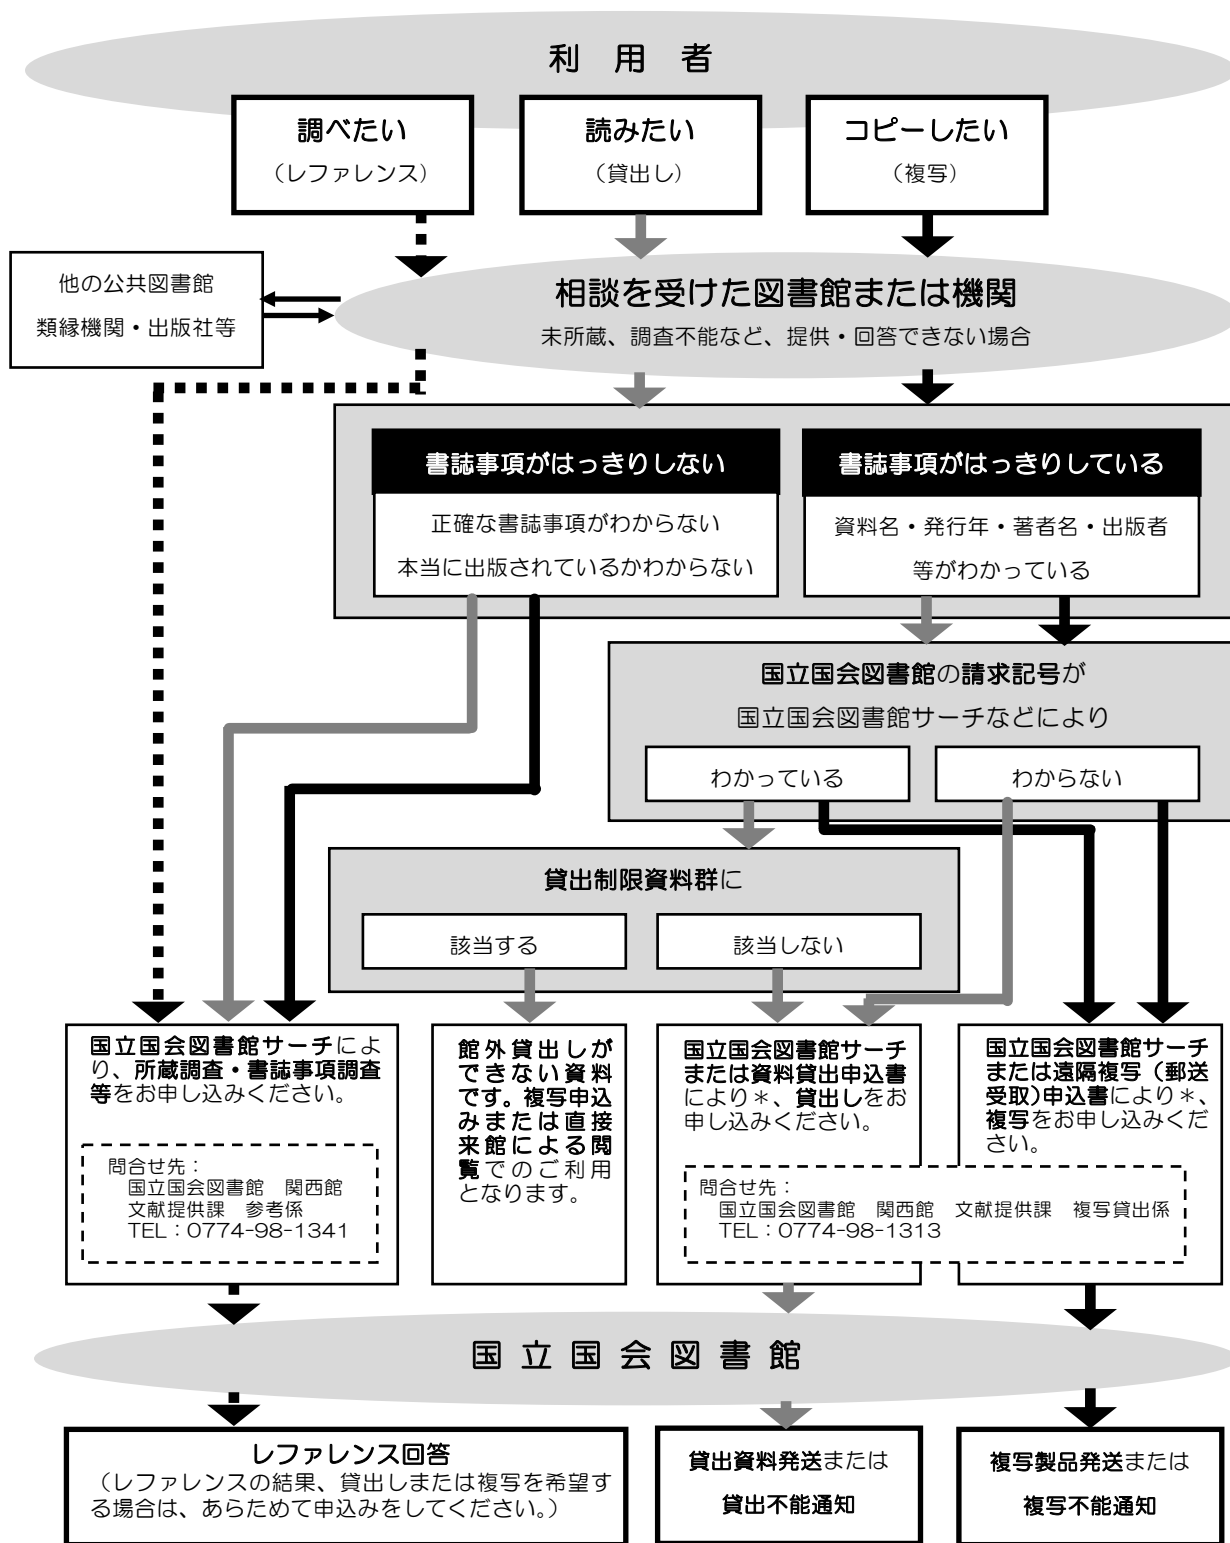 利用者
調べたい
（レファレンス）
読みたい
（貸出し）
コピーしたい
（複写）
他の公共図書館
類縁機関・出版社等
相談を受けた図書館または機関
未所蔵、調査不能など、提供・回答できない場合
書誌事項がはっきりしない
正確な書誌事項がわからない
本当に出版されているかわからない
書誌事項がはっきりしている
資料名・発行年・著者名・出版者
等がわかっている
国立国会図書館の請求記号が
国立国会図書館サーチなどにより
わかっている
わからない
貸出制限資料群に
該当する
該当しない
国立国会図書館サーチによ
り、所蔵調査・書誌事項調査
等をお申し込みください。
問合せ先：
国立国会図書館　関西館
文献提供課　参考係
TEL：0774-98-1341
館外貸出しが
できない資料
です。複写申込
みまたは直接
来館による閲
覧でのご利用
となります。
国立国会図書館サーチ
または資料貸出申込書
により＊、貸出しをお
申し込みください。
国立国会図書館サーチ
または遠隔複写（郵送
受取）申込書により＊、
複写をお申し込みくだ
さい。
問合せ先：
国立国会図書館　関西館　文献提供課　複写貸出係
TEL：0774-98-1313
国立国会図書館
レファレンス回答
（レファレンスの結果、貸出しまたは複写を希望す
る場合は、あらためて申込みをしてください。）
貸出資料発送または
貸出不能通知
複写製品発送または
複写不能通知